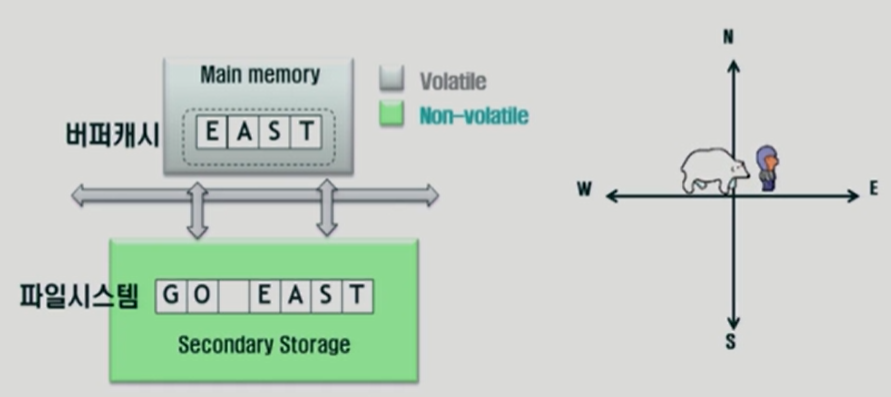 Main memory
버퍼캐시
E A S T
Volatile
Non-volatile
파일시스템
G O E A S T
Secondary Storage
N
W
E
S